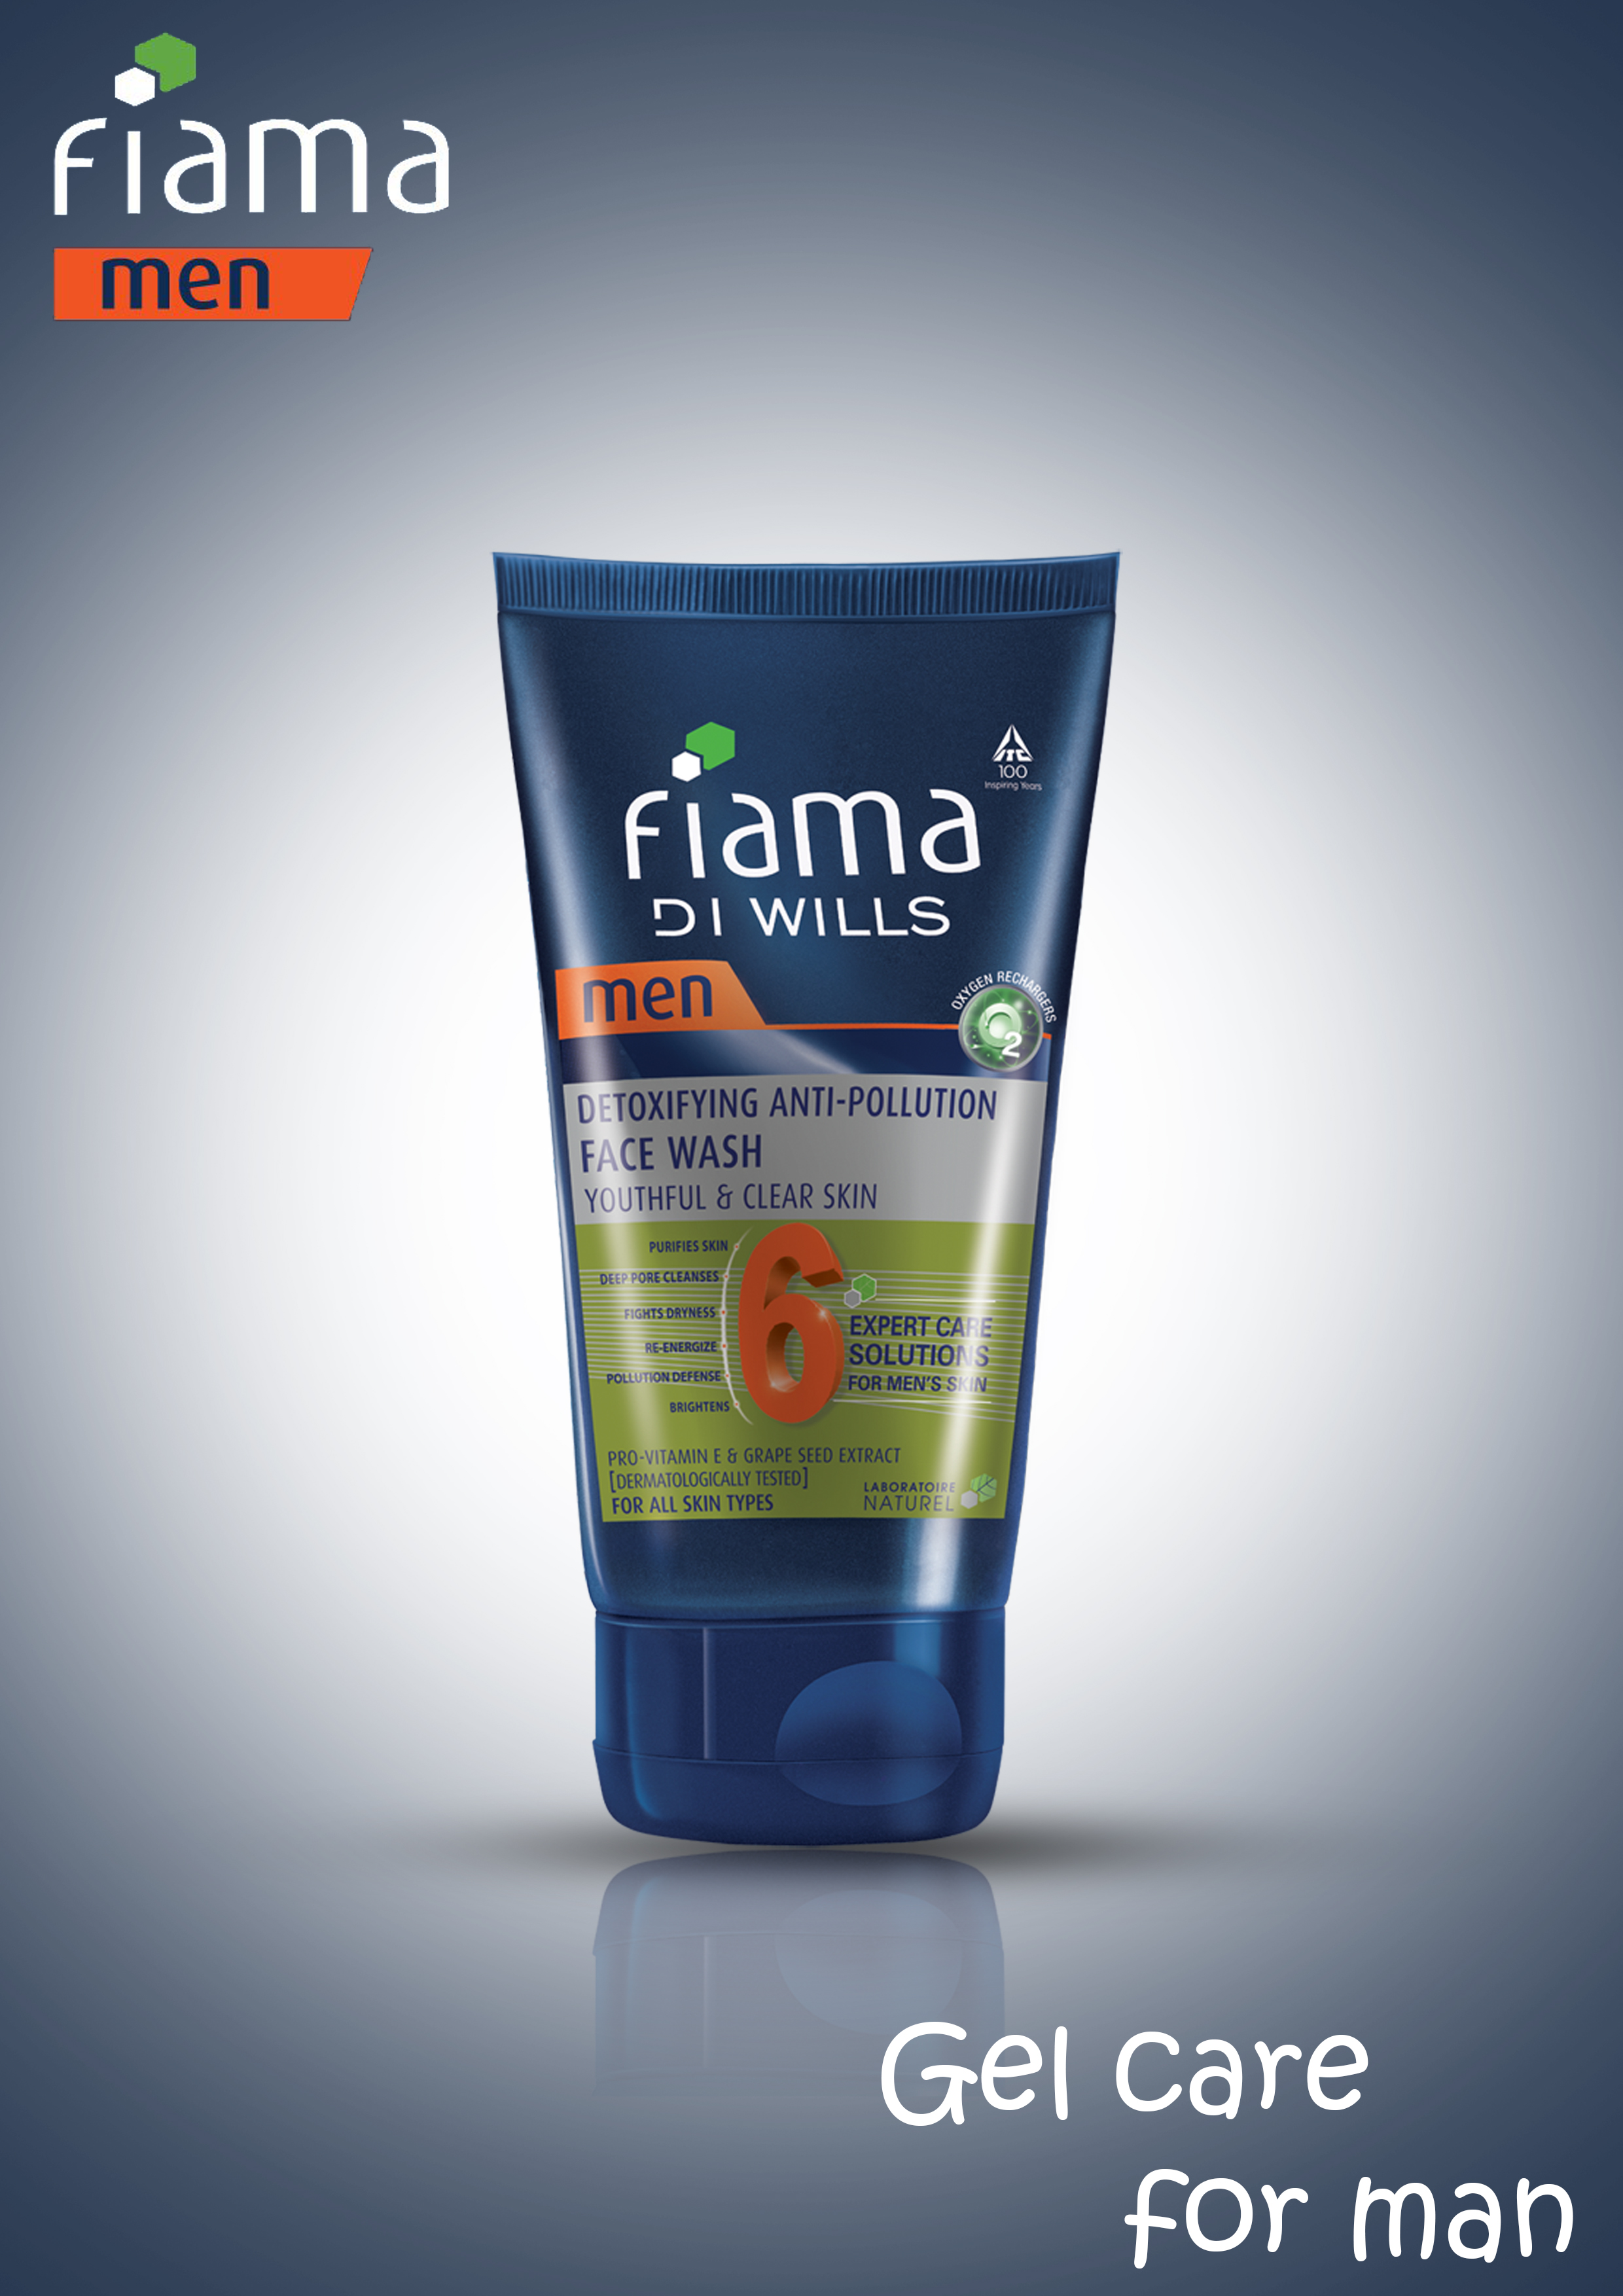 fiama
men
ITC
100
Inspiring Years
fiama
DI WILLS
men
OXYGEN RECHARGERS
O2
DETOXIFYING ANTI-POLLUTION
FACE WASH
YOUTHFUL & CLEAR SKIN
PURIFIES SKIN
DEEP PORE CLEANSES
FIGHTS DRYNESS
RE-ENERGIZE
POLLUTION DEFENSE
BRIGHTENS
6
EXPERT CARE
SOLUTIONS
FOR MEN'S SKIN
PRO-VITAMIN E & GRAPE SEED EXTRACT
[DERMATOLOGICALLY TESTED]
FOR ALL SKIN TYPES
LABORATOIRE
NATUREL
Gel care
for man